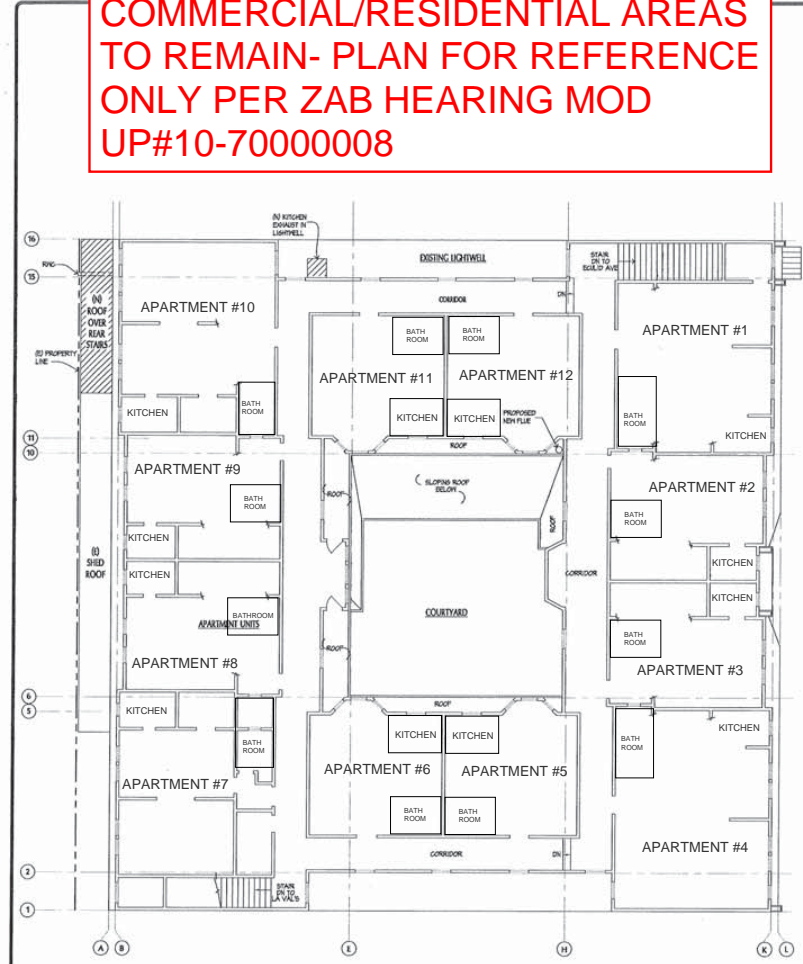 COMMERCIAL/RESIDENTIAL AREAS
TO REMAIN- PLAN FOR REFERENCE
ONLY PER ZAB HEARING MOD
UP#10-70000008
(N) KITCHEN
EXHAUST IN
LIGHTWELL
16
EXISTING LIGHTWELL
STAIR
DN TO
EUCLID AVE
RWC
15
(N)
ROOF
OVER
REAR
STAIRS
APARTMENT #10
CORRIDOR
DN
APARTMENT #1
BATH
ROOM
BATH
ROOM
(E) PROPERTY
LINE
APARTMENT #11
APARTMENT #12
KITCHEN
BATH
ROOM
KITCHEN
KITCHEN
PROPOSED
NEW FLUE
BATH
ROOM
KITCHEN
11
10
ROOF
APARTMENT #9
SLOPING ROOF
BELOW
APARTMENT #2
BATH
ROOM
ROOF
BATH
ROOM
ROOF
KITCHEN
(E)
SHED
ROOF
KITCHEN
CORRIDOR
KITCHEN
KITCHEN
BATHROOM
APARTMENT UNITS
COURTYARD
BATH
ROOM
APARTMENT #8
ROOF
APARTMENT #3
6
5
KITCHEN
ROOF
BATH
ROOM
KITCHEN
KITCHEN
BATH
ROOM
KITCHEN
APARTMENT #7
APARTMENT #6
APARTMENT #5
BATH
ROOM
BATH
ROOM
CORRIDOR
DN
APARTMENT #4
2
STAIR
DN TO
LA VAL'S
1
A
B
E
H
K
L